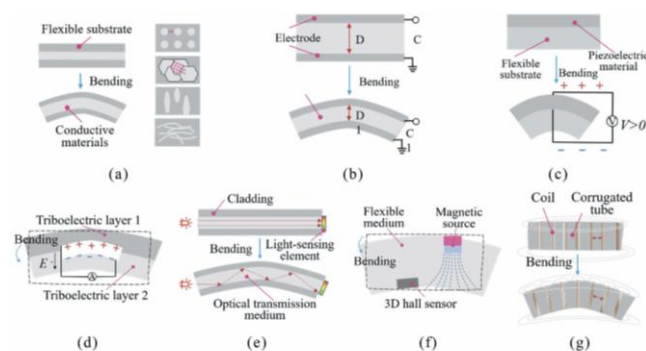 Flexible substrate
Bending
Conductive
materials
(a)
Electrode
D
C
Bending
D
1
C
1
(b)
Flexible
substrate
Piezoelectric
material
Bending
+ + + +
V
V>0
- - - -
(c)
Triboelectric layer 1
Bending
E
+ + + + +
A
Triboelectric layer 2
(d)
Cladding
Bending
Light-sensing
element
Optical transmission
medium
(e)
Flexible
medium
Magnetic
source
Bending
3D hall sensor
(f)
Coil
Corrugated
tube
Bending
(g)